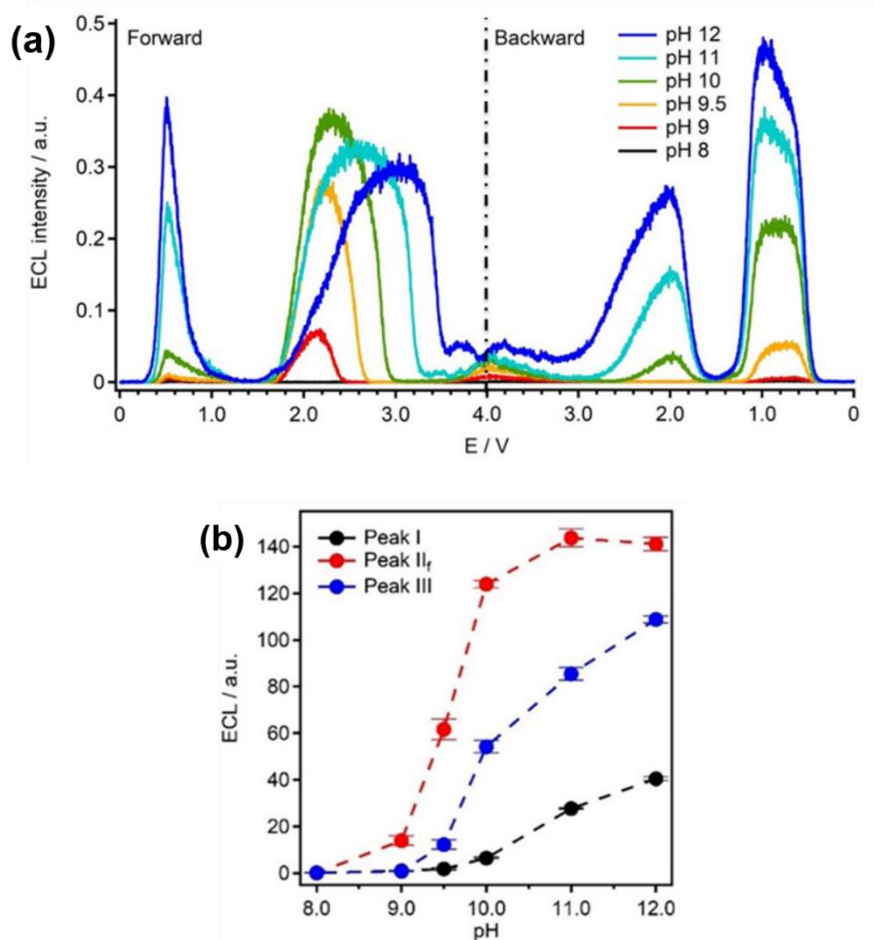 (a)
Forward
Backward
pH 12
pH 11
pH 10
pH 9.5
pH 9
pH 8
ECL intensity / a.u.
0.5
0.4
0.3
0.2
0.1
0
0 1.0 2.0 3.0 4.0 3.0 2.0 1.0 0
E / V
(b)
Peak I
Peak IIf
Peak III
ECL / a.u.
140
120
100
80
60
40
20
0
8.0 9.0 10.0 11.0 12.0
pH